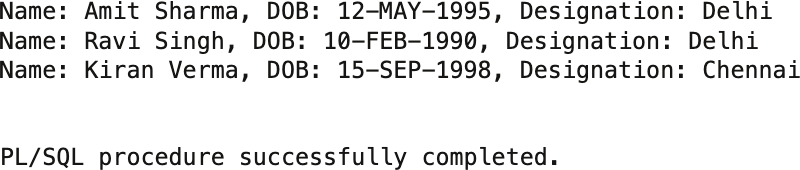 Name: Amit Sharma, DOB: 12-MAY-1995, Designation: Delhi
Name: Ravi Singh, DOB: 10-FEB-1990, Designation: Delhi
Name: Kiran Verma, DOB: 15-SEP-1998, Designation: Chennai
PL/SQL procedure successfully completed.